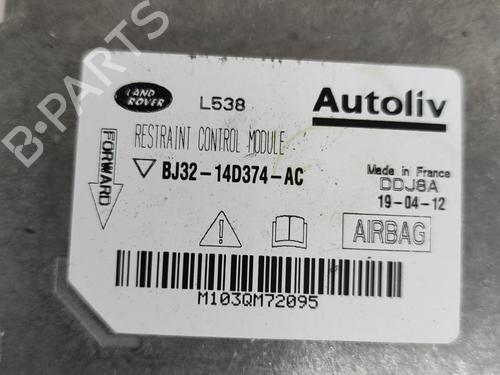 B-PARTS
LAND
ROVER
L538
Autoliv
RESTRAINT CONTROL MODULE
BJ32-14D374-AC
FORWARD
Made in France
DDJ8A
19-04-12
AIRBAG
M103QM72095